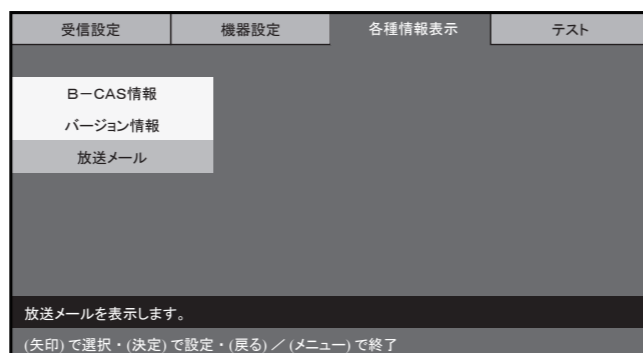 受信設定 機器設定 各種情報表示 テスト
B－CAS情報
バージョン情報
放送メール
放送メールを表示します。
(矢印) で選択・(決定) で設定・(戻る) ／ (メニュー) で終了